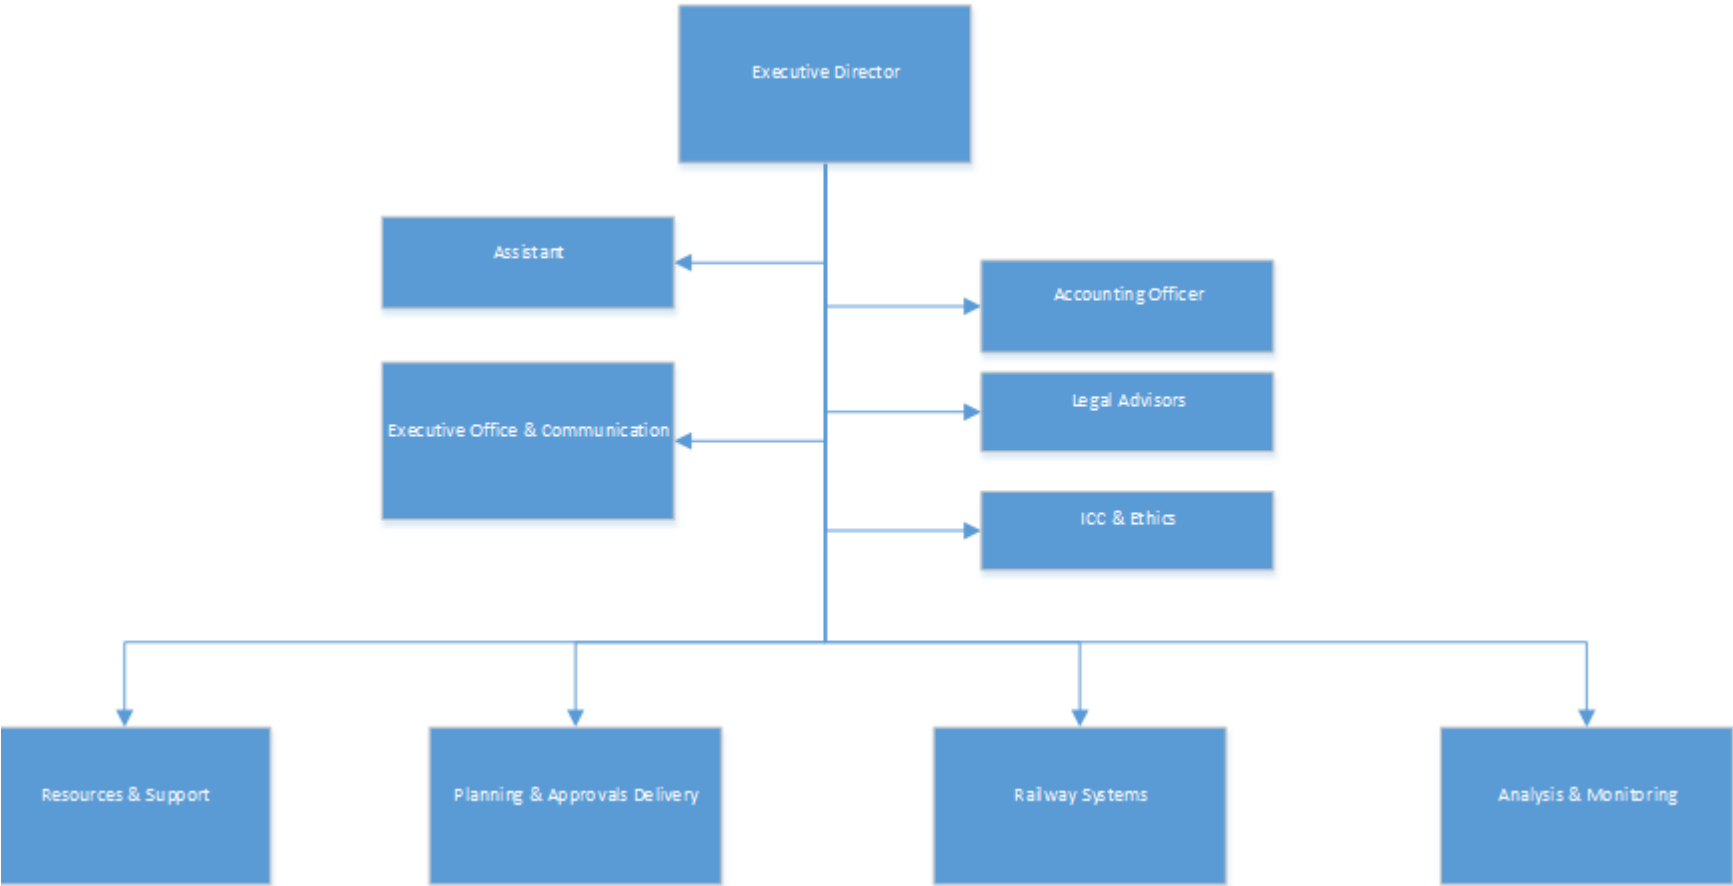 Executive Director
Assistant
Accounting Officer
Legal Advisors
Executive Office & Communication
ICC & Ethics
Resources & Support
Planning & Approvals Delivery
Railway Systems
Analysis & Monitoring